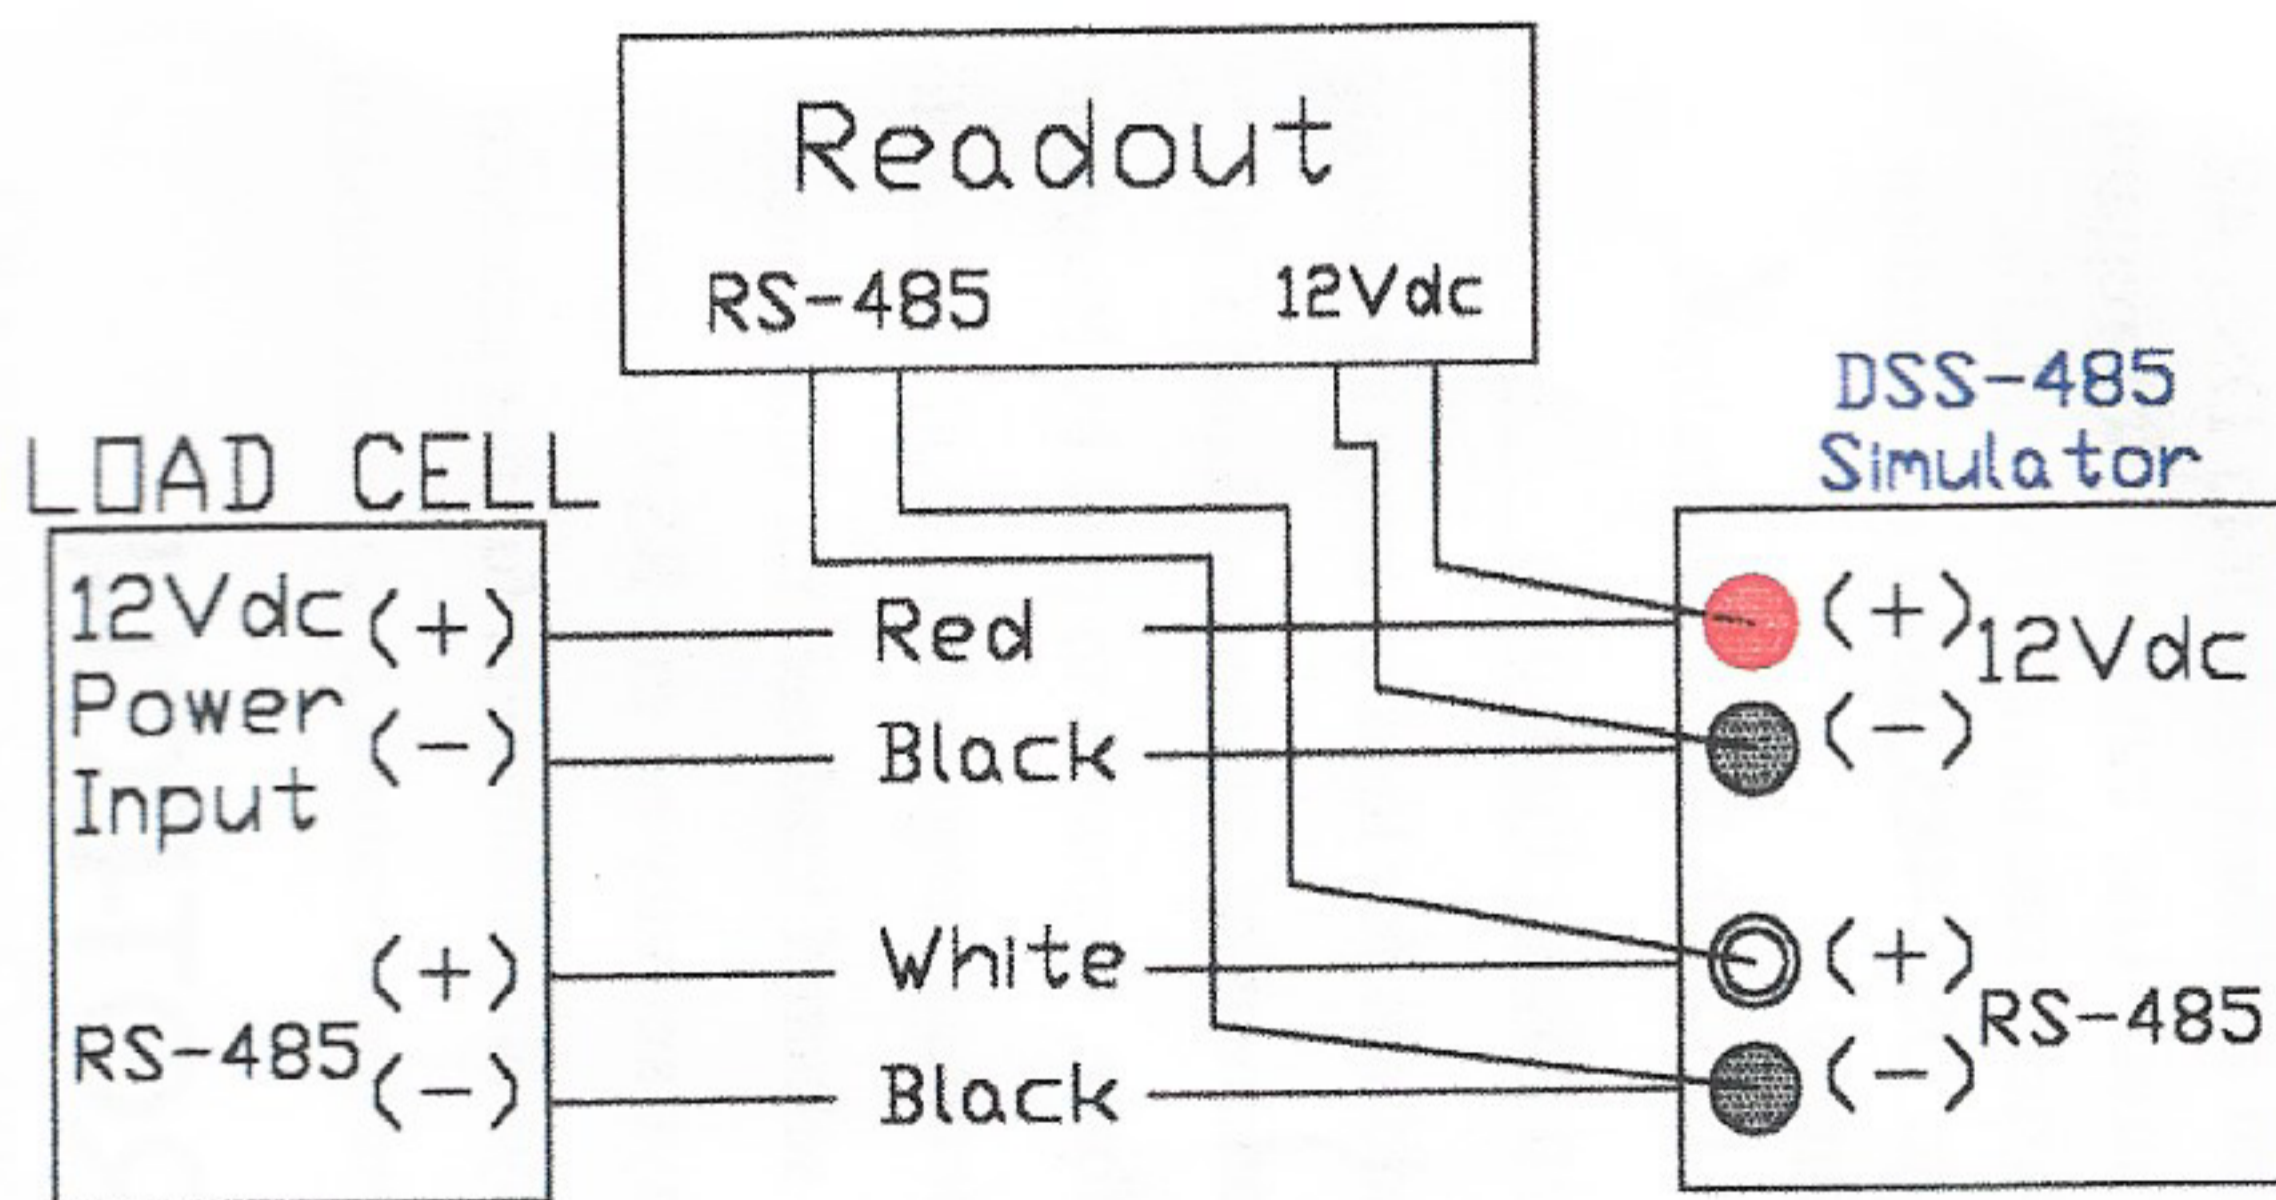 Readout
RS-485 12Vdc
DSS-485
Simulator
LOAD CELL
12Vdc (+)
Power
(-)
Input
(+)
RS-485
(-)
Red
Black
White
Black
(+)
12Vdc
(-)
(+)
RS-485
(-)